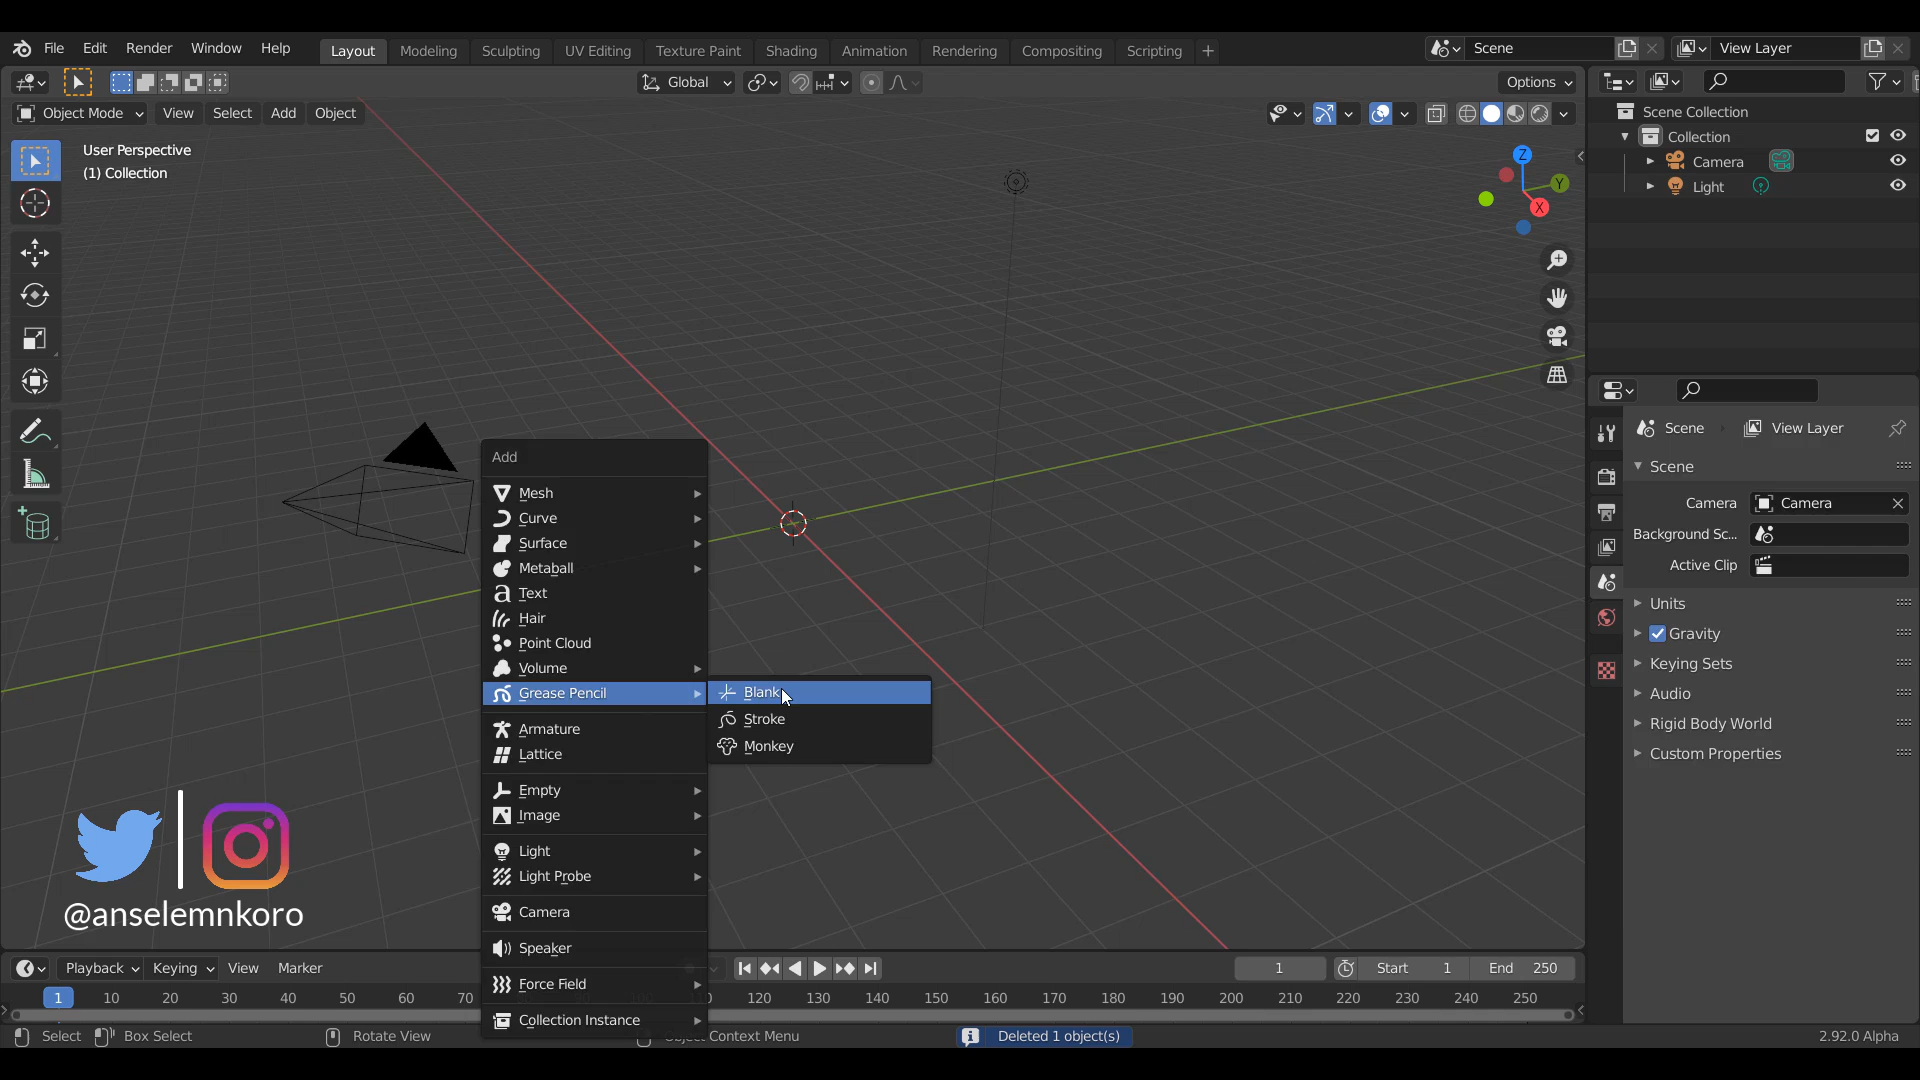 File Edit Render Window Help
Layout Modeling Sculpting UV Editing Texture Paint Shading Animation Rendering Compositing Scripting +
Scene
View Layer
Global
Options
Object Mode View Select Add Object
User Perspective
(1) Collection
Z
Y
X
Scene Collection
Collection
Camera
Light
Scene
View Layer
Scene
Camera
Camera
Background Sc...
Active Clip
Units
Gravity
Keying Sets
Audio
Rigid Body World
Custom Properties
Add
Mesh
Curve
Surface
Metaball
Text
Hair
Point Cloud
Volume
Grease Pencil
Blank
Stroke
Monkey
Armature
Lattice
Empty
Image
Light
Light Probe
Camera
Speaker
Force Field
Collection Instance
@anselemnkoro
Playback Keying View Marker
1
Start 1
End 250
1 10 20 30 40 50 60 70 120 130 140 150 160 170 180 190 200 210 220 230 240 250
Select Box Select Rotate View Object Context Menu
Deleted 1 object(s)
2.92.0 Alpha